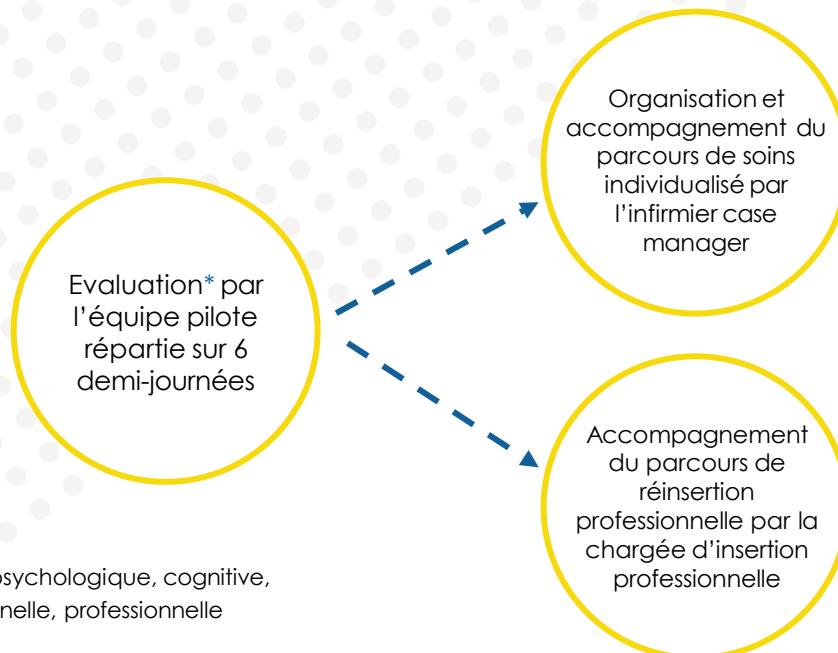 Organisation et
accompagnement du
parcours de soins
individualisé par
l'infirmier case
manager
Evaluation* par
l'équipe pilote
répartie sur 6
demi-journées
Accompagnement
du parcours de
réinsertion
professionnelle par la
chargée d'insertion
professionnelle
psychologique, cognitive,
professionnelle